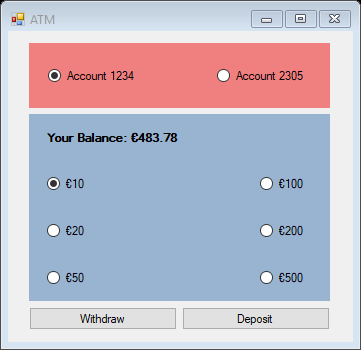 ATM
Account 1234 Account 2305
Your Balance: €483.78
€10 €100
€20 €200
€50 €500
Withdraw Deposit